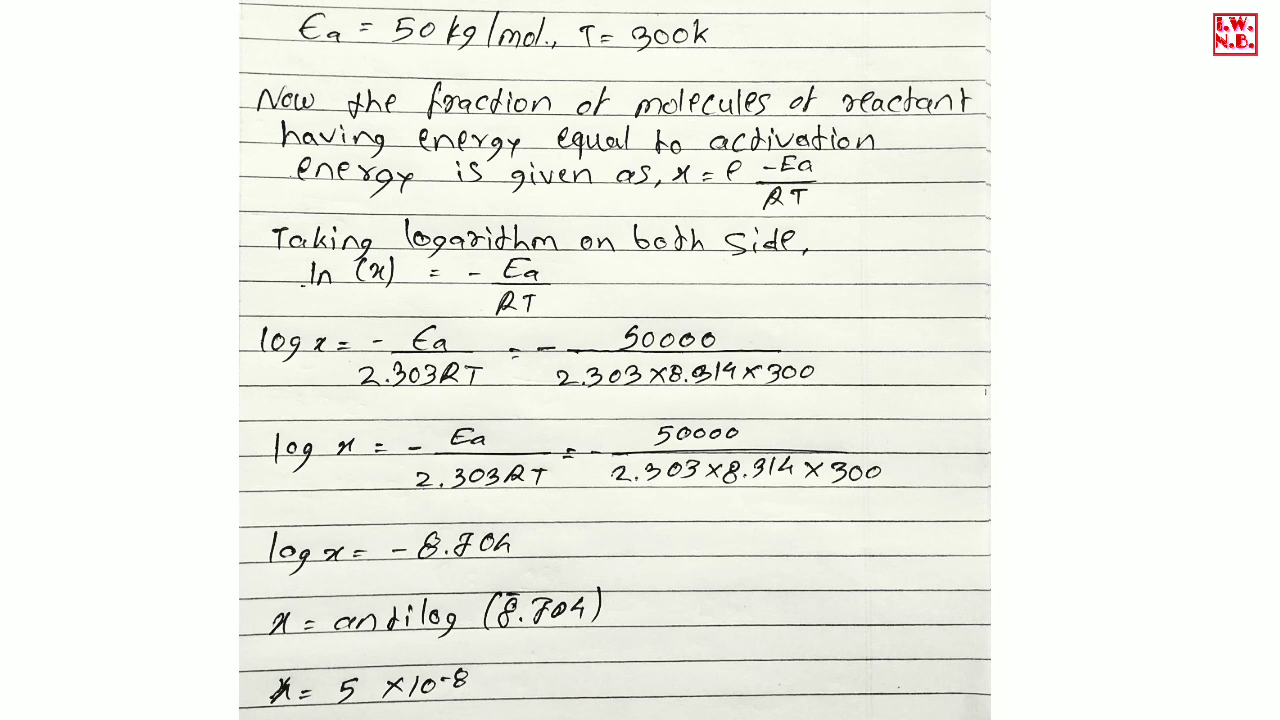 I.W.
N.B.
Ea = 50 kg/mol., T= 300k
Now the fraction of molecules of reactant
having energy equal to activation
energy is given as, x = e -Ea/RT
Taking logarithm on both side,
ln (x) = - Ea/RT
log x = - Ea/2.303RT = - 50000/2.303×8.314×300
log x = - Ea/2.303RT = - 50000/2.303×8.314×300
log x = - 8.704
x = antilog (8̄.704)
x = 5 ×10-8